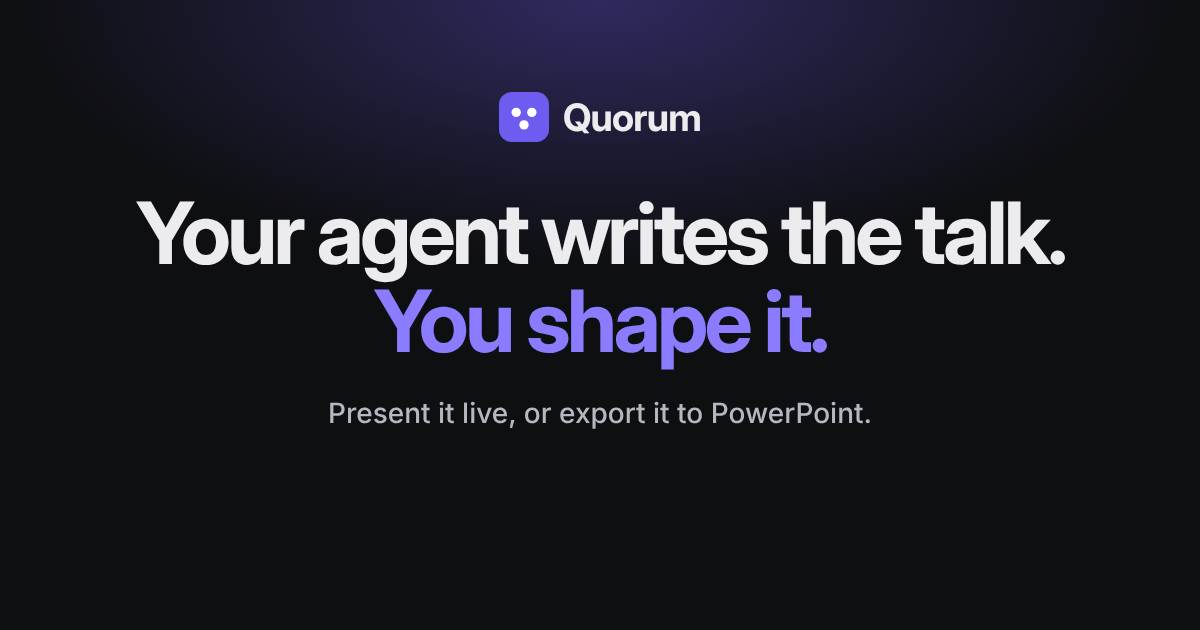 Quorum
Your agent writes the talk.
You shape it.
Present it live, or export it to PowerPoint.